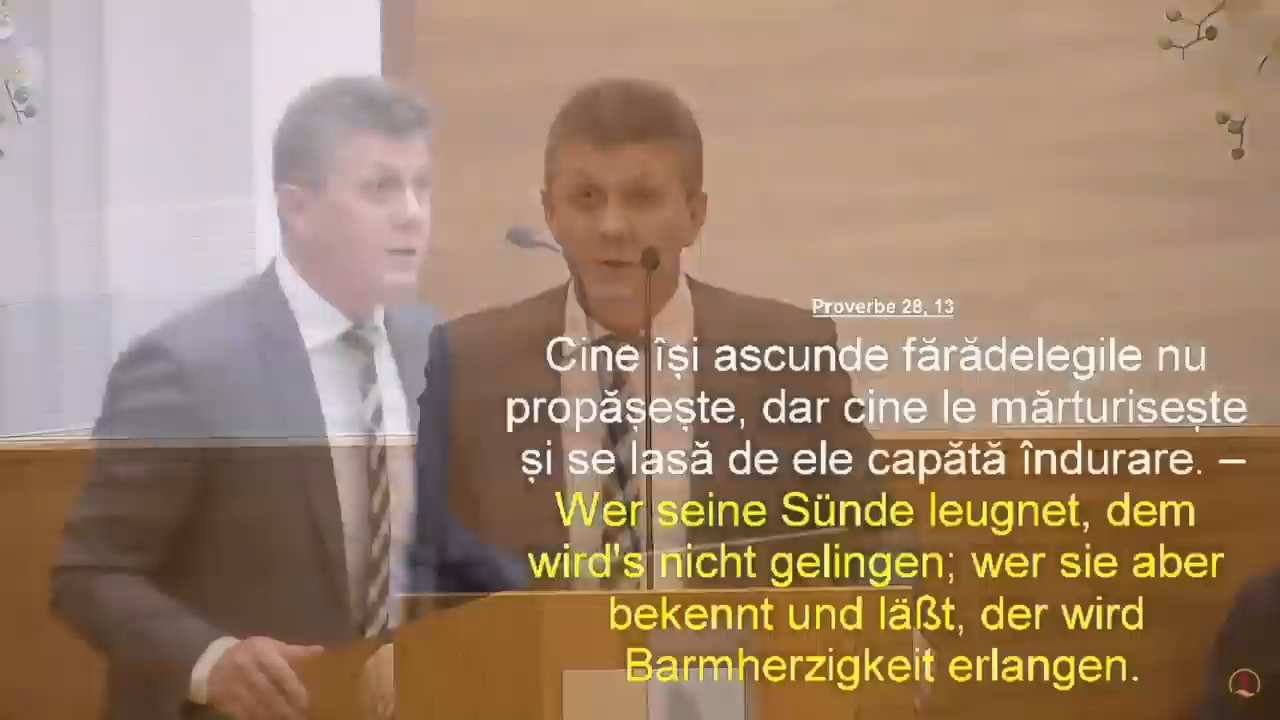 Proverbe 28, 13
Cine își ascunde fărădelegile nu
propășește, dar cine le mărturisește
și se lasă de ele capătă îndurare. –
Wer seine Sünde leugnet, dem
wird's nicht gelingen; wer sie aber
bekennt und läßt, der wird
Barmherzigkeit erlangen.